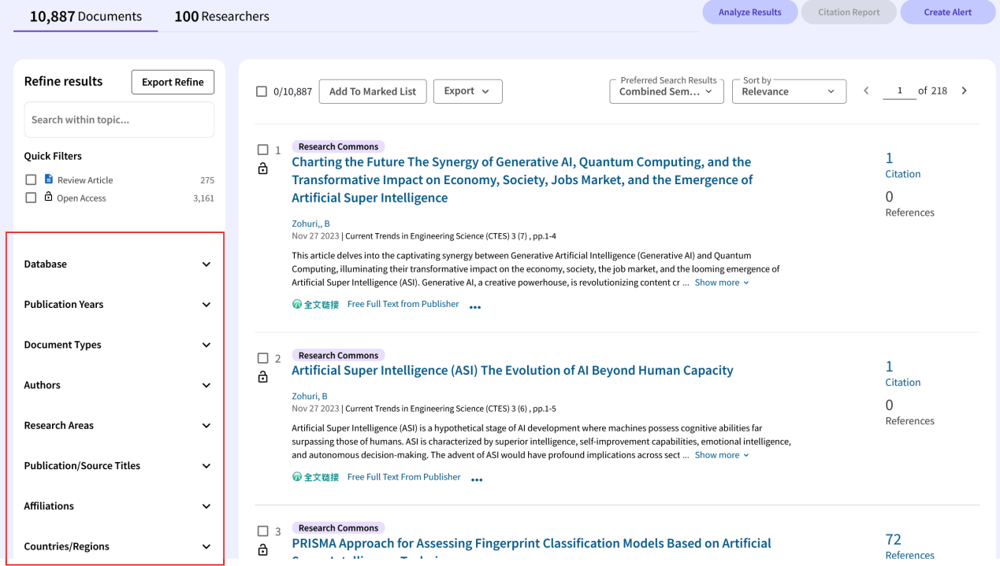 10,887 Documents
100 Researchers
Analyze Results
Citation Report
Create Alert
Refine results
Export Refine
Search within topic...
Quick Filters
Review Article 275
Open Access 3,161
Database
Publication Years
Document Types
Authors
Research Areas
Publication/Source Titles
Affiliations
Countries/Regions
0/10,887
Add To Marked List
Export
Preferred Search Results
Combined Sem...
Sort by
Relevance
1 of 218
1
Research Commons
Charting the Future The Synergy of Generative AI, Quantum Computing, and the
Transformative Impact on Economy, Society, Jobs Market, and the Emergence of
Artificial Super Intelligence
Zohuri,, B
Nov 27 2023 | Current Trends in Engineering Science (CTES) 3 (7) , pp.1-4
This article delves into the captivating synergy between Generative Artificial Intelligence (Generative AI) and Quantum
Computing, illuminating their transformative impact on the economy, society, the job market, and the looming emergence of
Artificial Super Intelligence (ASI). Generative AI, a creative powerhouse, is revolutionizing content cr ... Show more
全文链接 Free Full Text from Publisher ...
1
Citation
0
References
2
Research Commons
Artificial Super Intelligence (ASI) The Evolution of AI Beyond Human Capacity
Zohuri, B
Nov 27 2023 | Current Trends in Engineering Science (CTES) 3 (6) , pp.1-5
Artificial Super Intelligence (ASI) is a hypothetical stage of AI development where machines possess cognitive abilities far
surpassing those of humans. ASI is characterized by superior intelligence, self-improvement capabilities, emotional intelligence,
and autonomous decision-making. The advent of ASI would have profound implications across sect ... Show more
全文链接 Free Full Text From Publisher ...
1
Citation
0
References
3
Research Commons
PRISMA Approach for Assessing Fingerprint Classification Models Based on Artificial
72
References